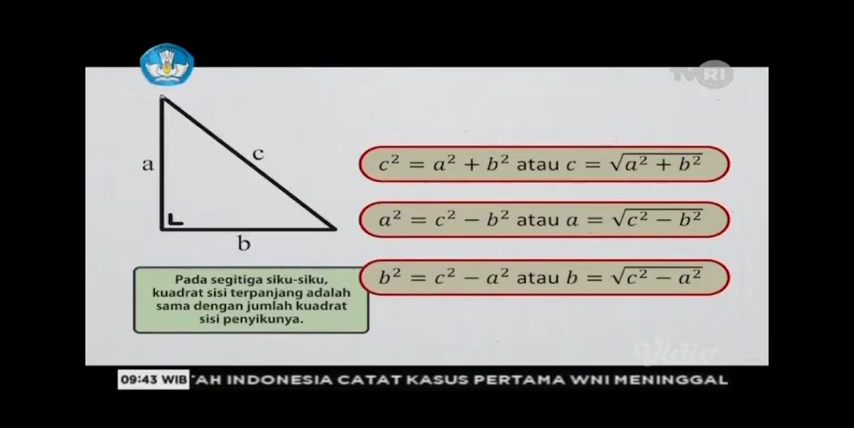 TVRI
a
c
b
c² = a² + b² atau c = √(a² + b²)
a² = c² − b² atau a = √(c² − b²)
b² = c² − a² atau b = √(c² − a²)
Pada segitiga siku-siku,
kuadrat sisi terpanjang adalah
sama dengan jumlah kuadrat
sisi penyikunya.
Vidio
09:43 WIB TAH INDONESIA CATAT KASUS PERTAMA WNI MENINGGAL